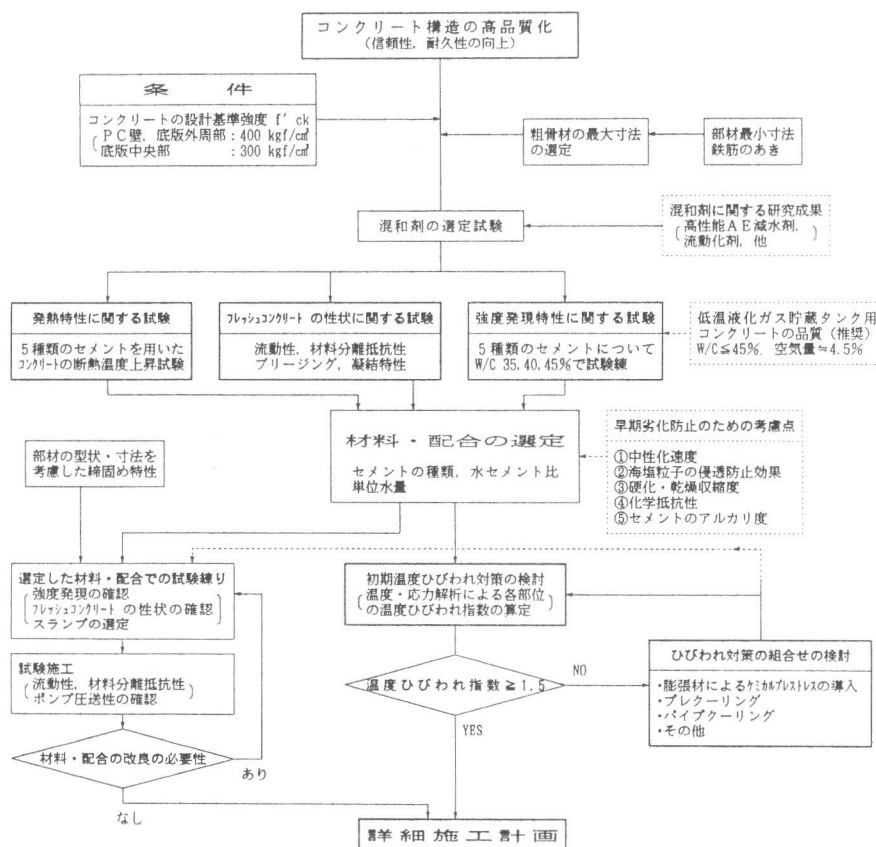 コンクリート構造の高品質化
(信頼性,耐久性の向上)
条 件
コンクリートの設計基準強度 f'ck
PC壁,底版外周部:400 kgf/cm²
底版中央部 :300 kgf/cm²
粗骨材の最大寸法
の選定
部材最小寸法
鉄筋のあき
混和剤の選定試験
混和剤に関する研究成果
高性能AE減水剤,
流動化剤,他
発熱特性に関する試験
5種類のセメントを用いた
コンクリートの断熱温度上昇試験
フレッシュコンクリート の性状に関する試験
流動性,材料分離抵抗性
ブリージング,凝結特性
強度発現特性に関する試験
5種類のセメントについて
W/C 35,40,45%で試験練
低温液化ガス貯蔵タンク用
コンクリートの品質(推奨)
W/C≦45%. 空気量≒4.5%
材料・配合の選定
セメントの種類,水セメント比
単位水量
早期劣化防止のための考慮点
①中性化速度
②海塩粒子の侵透防止効果
③硬化・乾燥収縮度
④化学抵抗性
⑤セメントのアルカリ度
部材の型状・寸法を
考慮した締固め特性
選定した材料・配合での試験練り
強度発現の確認
フレッシュコンクリート の性状の確認
スランプの選定
初期温度ひびわれ対策の検討
温度・応力解析による各部位
の温度ひびわれ指数の算定
試験施工
流動性,材料分離抵抗性
ポンプ圧送性の確認
温度ひびわれ指数≧1.5
NO
YES
ひびわれ対策の組合せの検討
・膨張材によるケミカルプレストレスの導入
・プレクーリング
・パイプクーリング
・その他
材料・配合の改良の必要性
あり
なし
詳細施工計画